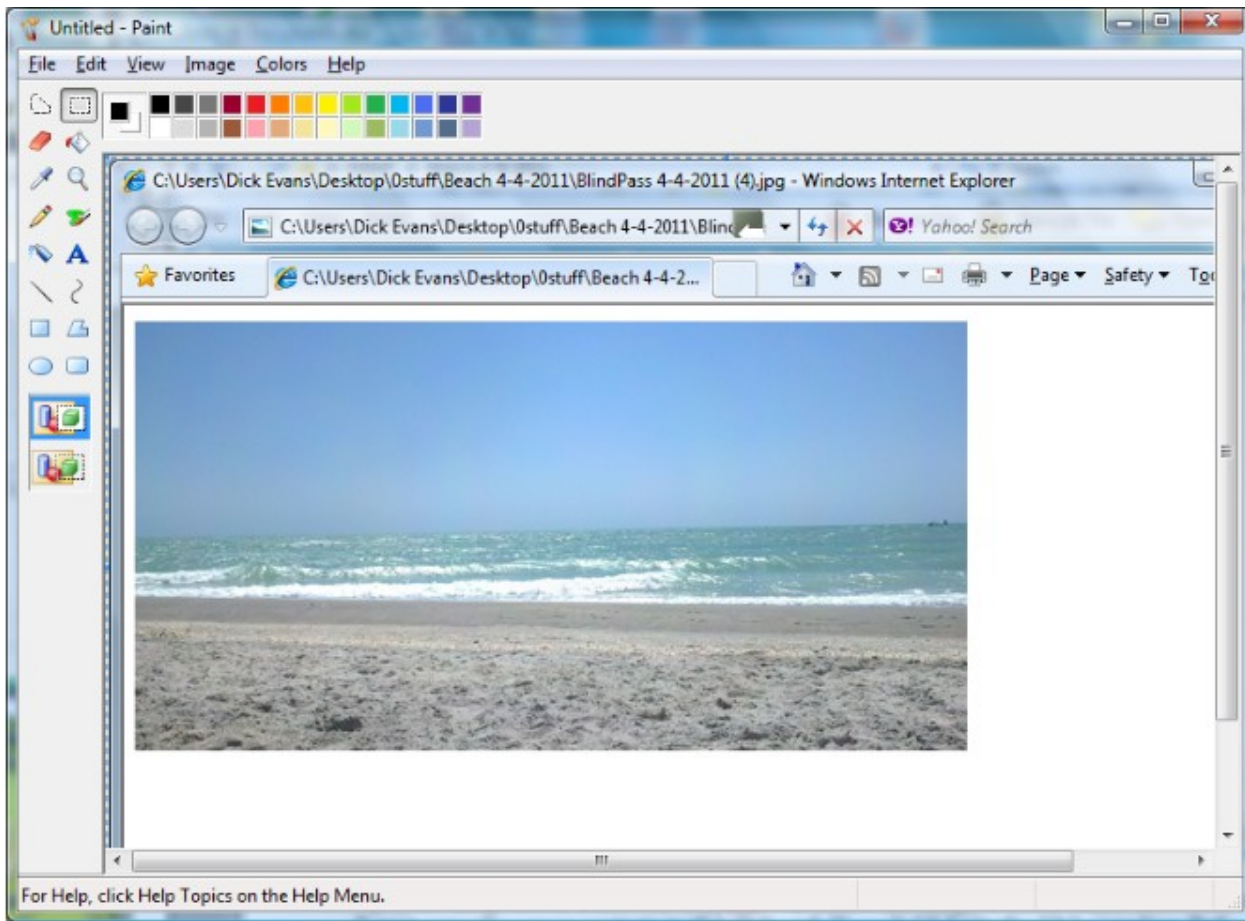 Untitled - Paint
File Edit View Image Colors Help
C:\Users\Dick Evans\Desktop\0stuff\Beach 4-4-2011\BlindPass 4-4-2011 (4).jpg - Windows Internet Explorer
C:\Users\Dick Evans\Desktop\0stuff\Beach 4-4-2011\Blind Yahoo! Search
Favorites C:\Users\Dick Evans\Desktop\0stuff\Beach 4-4-2... Page Safety
For Help, click Help Topics on the Help Menu.